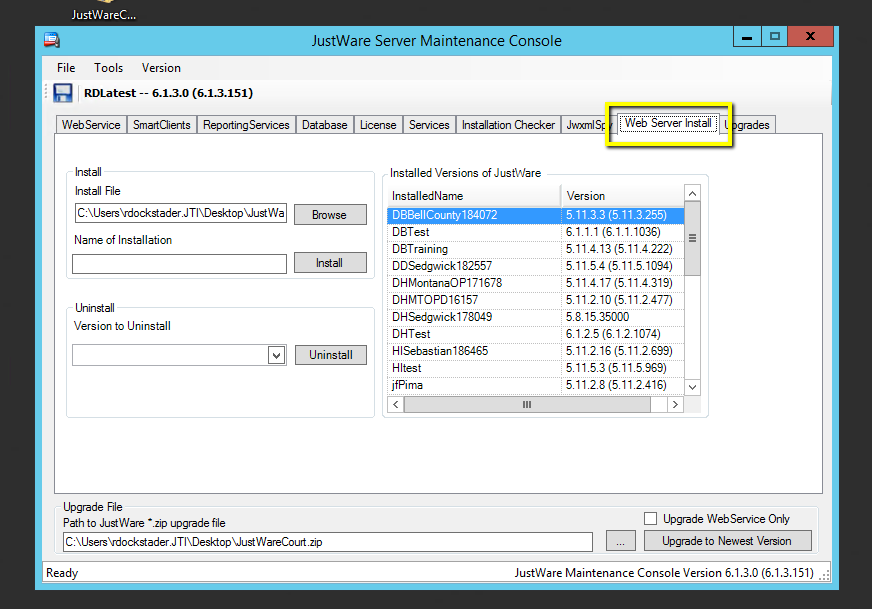 JustWareC...
JustWare Server Maintenance Console
File Tools Version
RDLatest -- 6.1.3.0 (6.1.3.151)
WebService SmartClients ReportingServices Database License Services Installation Checker JwxmlSpy Web Server Install Upgrades
Install
Install File
C:\Users\rdockstader.JTI\Desktop\JustWa Browse
Name of Installation
Install
Uninstall
Version to Uninstall
Uninstall
Installed Versions of JustWare
InstalledName Version
DBBellCounty184072 5.11.3.3 (5.11.3.255)
DBTest 6.1.1.1 (6.1.1.1036)
DBTraining 5.11.4.13 (5.11.4.222)
DDSedgwick182557 5.11.5.4 (5.11.5.1094)
DHMontanaOP171678 5.11.4.17 (5.11.4.319)
DHMTOPD16157 5.11.2.10 (5.11.2.477)
DHSedgwick178049 5.8.15.35000
DHTest 6.1.2.5 (6.1.2.1074)
HISebastian186465 5.11.2.16 (5.11.2.699)
HItest 5.11.5.3 (5.11.5.969)
jfPima 5.11.2.8 (5.11.2.416)
Upgrade File
Path to JustWare *.zip upgrade file
C:\Users\rdockstader.JTI\Desktop\JustWareCourt.zip
...
Upgrade WebService Only
Upgrade to Newest Version
Ready JustWare Maintenance Console Version 6.1.3.0 (6.1.3.151)